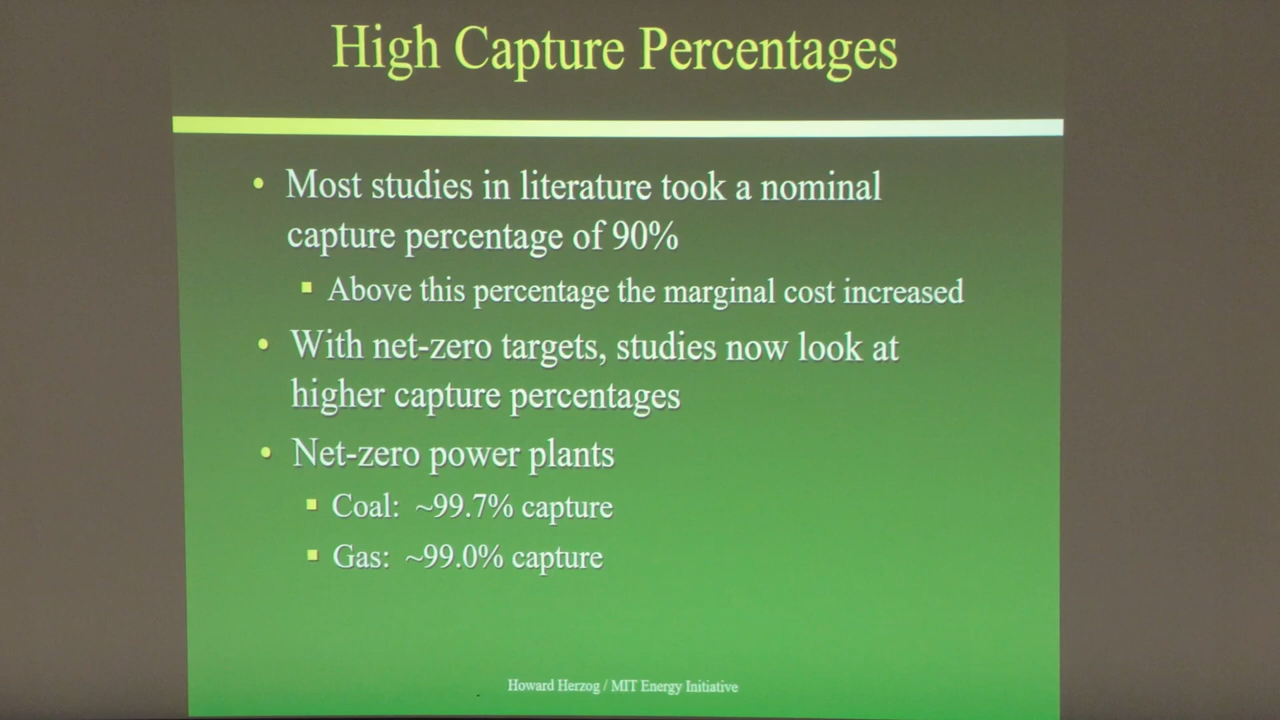 High Capture Percentages
• Most studies in literature took a nominal
capture percentage of 90%
▪ Above this percentage the marginal cost increased
• With net-zero targets, studies now look at
higher capture percentages
• Net-zero power plants
▪ Coal: ~99.7% capture
▪ Gas: ~99.0% capture
Howard Herzog / MIT Energy Initiative